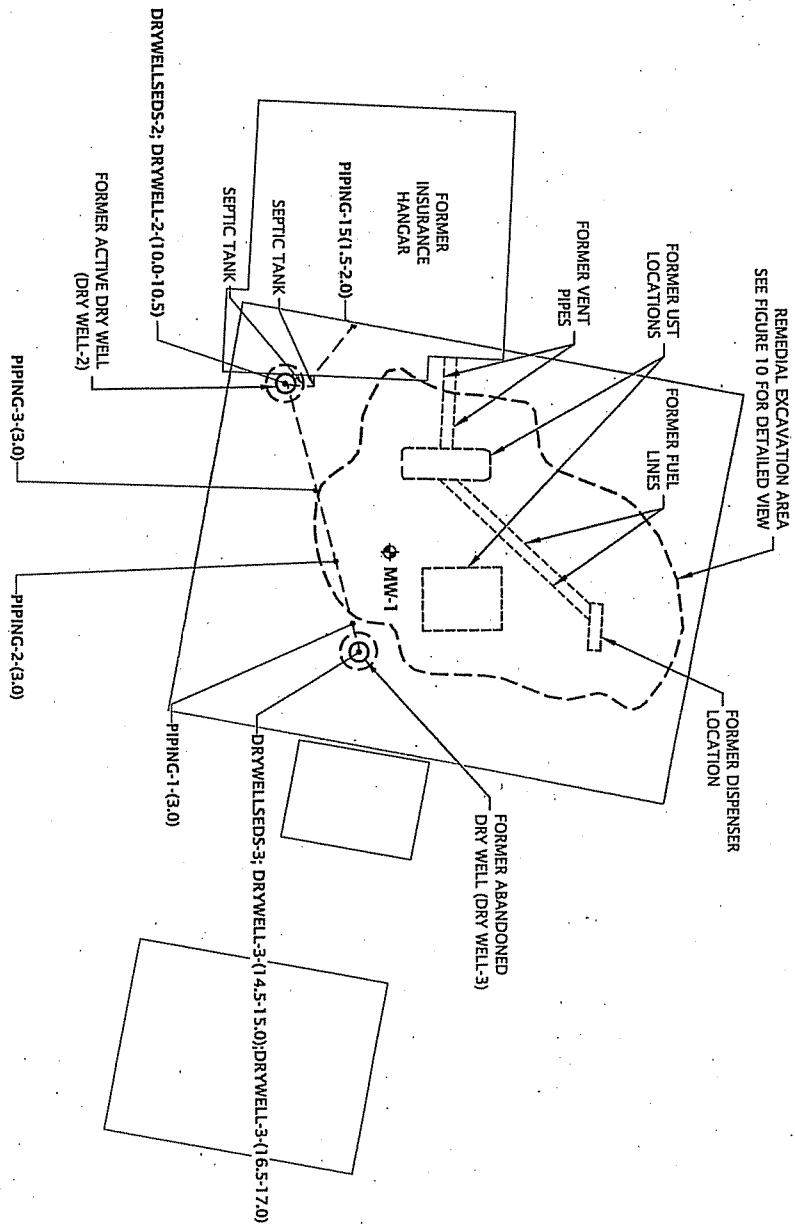 REMEDIAL EXCAVATION AREA
SEE FIGURE 10 FOR DETAILED VIEW
FORMER UST
LOCATIONS
FORMER FUEL
LINES
FORMER DISPENSER
LOCATION
FORMER VENT
PIPES
FORMER
INSURANCE
HANGAR
MW-1
FORMER ABANDONED
DRY WELL (DRY WELL-3)
PIPING-15(1.5-2.0)
SEPTIC TANK
SEPTIC TANK
DRYWELLSEDS-2; DRYWELL-2-(10.0-10.5)
FORMER ACTIVE DRY WELL
(DRY WELL-2)
PIPING-3-(3.0)
PIPING-2-(3.0)
PIPING-1-(3.0)
DRYWELLSEDS-3; DRYWELL-3-(14.5-15.0);DRYWELL-3-(16.5-17.0)